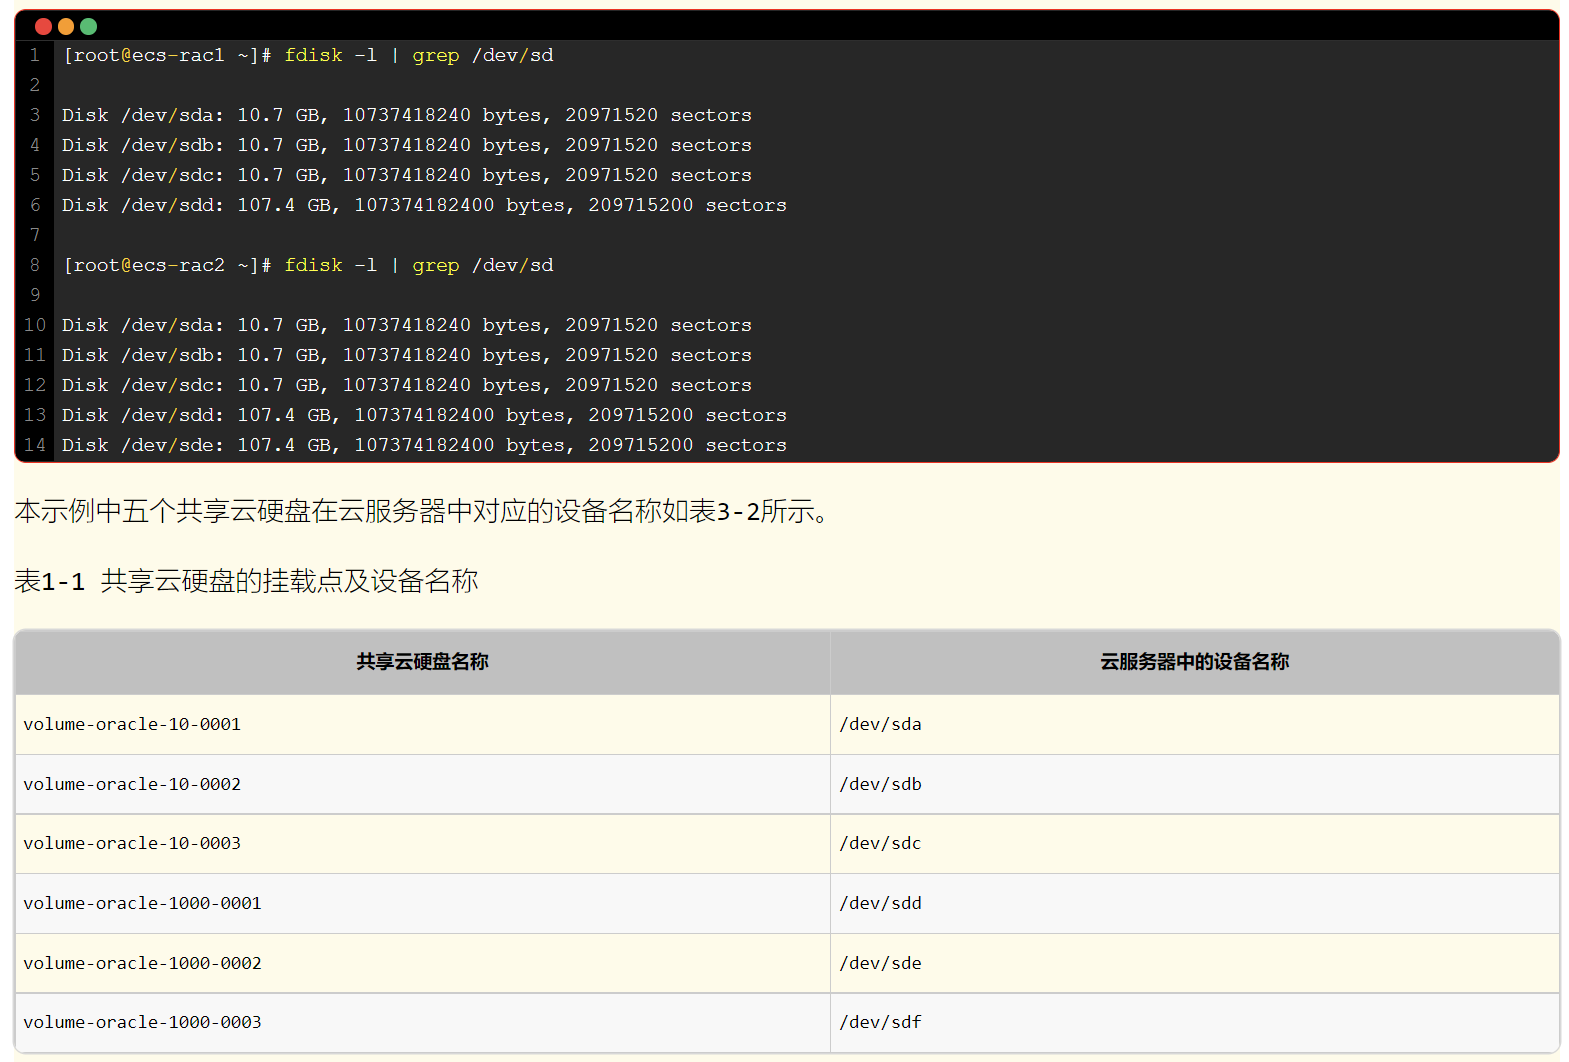 1 [root@ecs-rac1 ~]# fdisk -l | grep /dev/sd
2
3 Disk /dev/sda: 10.7 GB, 10737418240 bytes, 20971520 sectors
4 Disk /dev/sdb: 10.7 GB, 10737418240 bytes, 20971520 sectors
5 Disk /dev/sdc: 10.7 GB, 10737418240 bytes, 20971520 sectors
6 Disk /dev/sdd: 107.4 GB, 107374182400 bytes, 209715200 sectors
7
8 [root@ecs-rac2 ~]# fdisk -l | grep /dev/sd
9
10 Disk /dev/sda: 10.7 GB, 10737418240 bytes, 20971520 sectors
11 Disk /dev/sdb: 10.7 GB, 10737418240 bytes, 20971520 sectors
12 Disk /dev/sdc: 10.7 GB, 10737418240 bytes, 20971520 sectors
13 Disk /dev/sdd: 107.4 GB, 107374182400 bytes, 209715200 sectors
14 Disk /dev/sde: 107.4 GB, 107374182400 bytes, 209715200 sectors
本示例中五个共享云硬盘在云服务器中对应的设备名称如表3-2所示。
表1-1 共享云硬盘的挂载点及设备名称
共享云硬盘名称 云服务器中的设备名称
volume-oracle-10-0001 /dev/sda
volume-oracle-10-0002 /dev/sdb
volume-oracle-10-0003 /dev/sdc
volume-oracle-1000-0001 /dev/sdd
volume-oracle-1000-0002 /dev/sde
volume-oracle-1000-0003 /dev/sdf